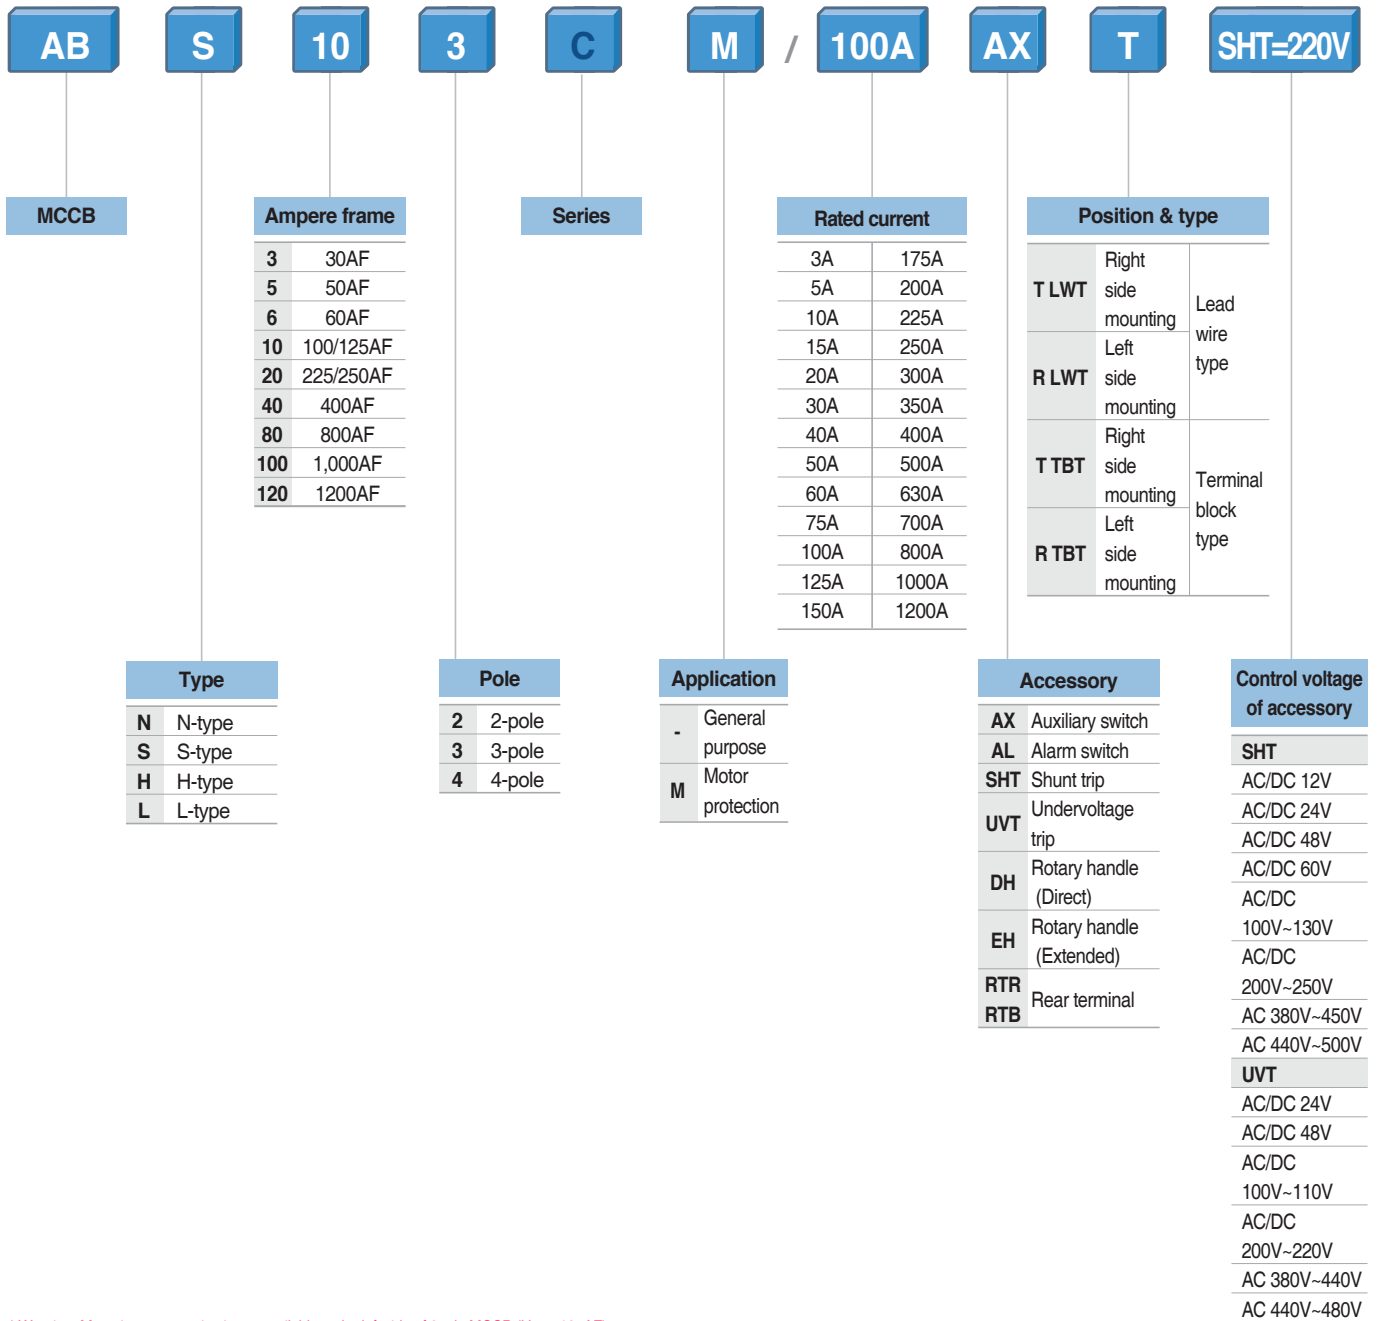 AB S 10 3 C M / 100A AX T SHT=220V
MCCB
Ampere frame
3 30AF
5 50AF
6 60AF
10 100/125AF
20 225/250AF
40 400AF
80 800AF
100 1,000AF
120 1200AF
Series
Rated current
3A 175A
5A 200A
10A 225A
15A 250A
20A 300A
30A 350A
40A 400A
50A 500A
60A 630A
75A 700A
100A 800A
125A 1000A
150A 1200A
Position & type
T LWT
Right
side
mounting
R LWT
Left
side
mounting
Lead
wire
type
T TBT
Right
side
mounting
R TBT
Left
side
mounting
Terminal
block
type
Type
N N-type
S S-type
H H-type
L L-type
Pole
2 2-pole
3 3-pole
4 4-pole
Application
-
General
purpose
M
Motor
protection
Accessory
AX Auxiliary switch
AL Alarm switch
SHT Shunt trip
UVT
Undervoltage
trip
DH
Rotary handle
(Direct)
EH
Rotary handle
(Extended)
RTR
RTB
Rear terminal
Control voltage
of accessory
SHT
AC/DC 12V
AC/DC 24V
AC/DC 48V
AC/DC 60V
AC/DC
100V~130V
AC/DC
200V~250V
AC 380V~450V
AC 440V~500V
UVT
AC/DC 24V
AC/DC 48V
AC/DC
100V~110V
AC/DC
200V~220V
AC 380V~440V
AC 440V~480V